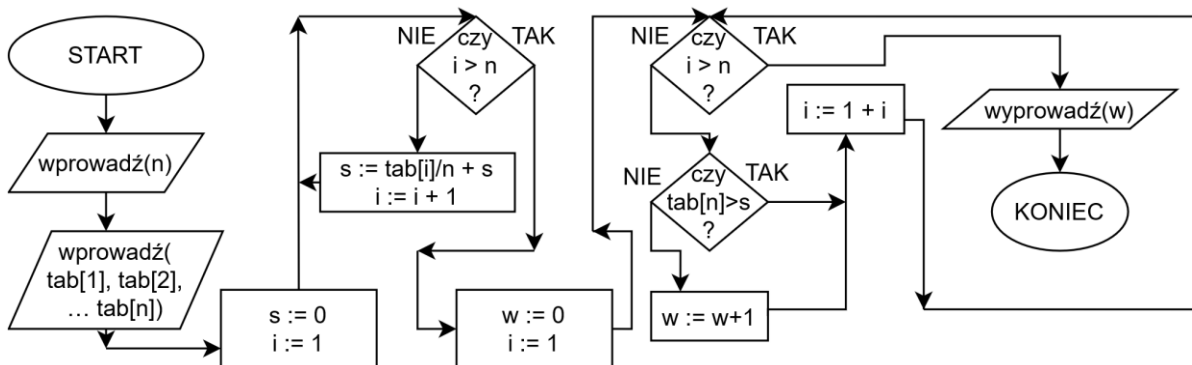 START
wprowadź(n)
wprowadź(
tab[1], tab[2],
… tab[n])
s := 0
i := 1
NIE
czy
TAK
i > n
?
s := tab[i]/n + s
i := i + 1
w := 0
i := 1
NIE
czy
TAK
i > n
?
NIE
czy
TAK
tab[n]>s
?
w := w+1
i := 1 + i
wyprowadź(w)
KONIEC